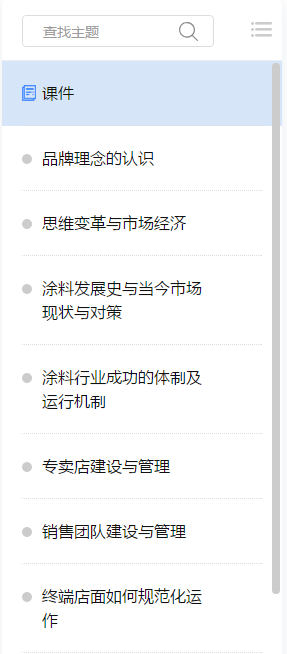 查找主题
课件
品牌理念的认识
思维变革与市场经济
涂料发展史与当今市场
现状与对策
涂料行业成功的体制及
运行机制
专卖店建设与管理
销售团队建设与管理
终端店面如何规范化运
作